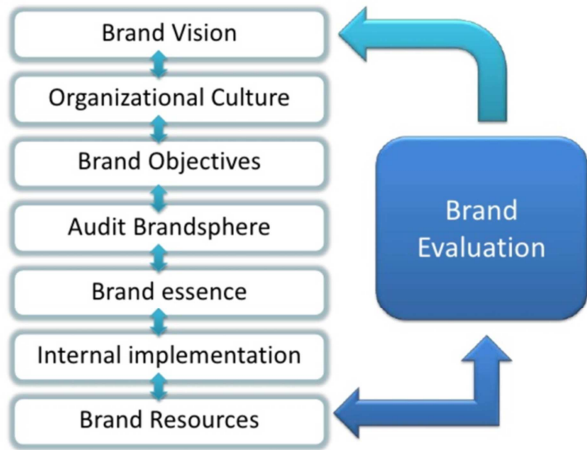 Brand Vision
Organizational Culture
Brand Objectives
Audit Brandsphere
Brand essence
Internal implementation
Brand Resources
Brand
Evaluation